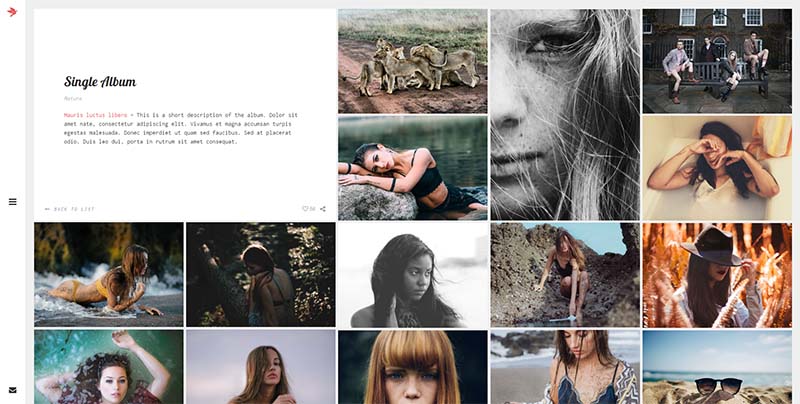 Single Album
Nature
Mauris luctus libero – This is a short description of the album. Dolor sit
amet nate, consectetur adipiscing elit. Vivamus et magna accumsan turpis
egestas malesuada. Donec imperdiet ut quam sed faucibus. Sed at placerat
odio. Duis leo dui, porta in rutrum sit amet consequat.
BACK TO LIST